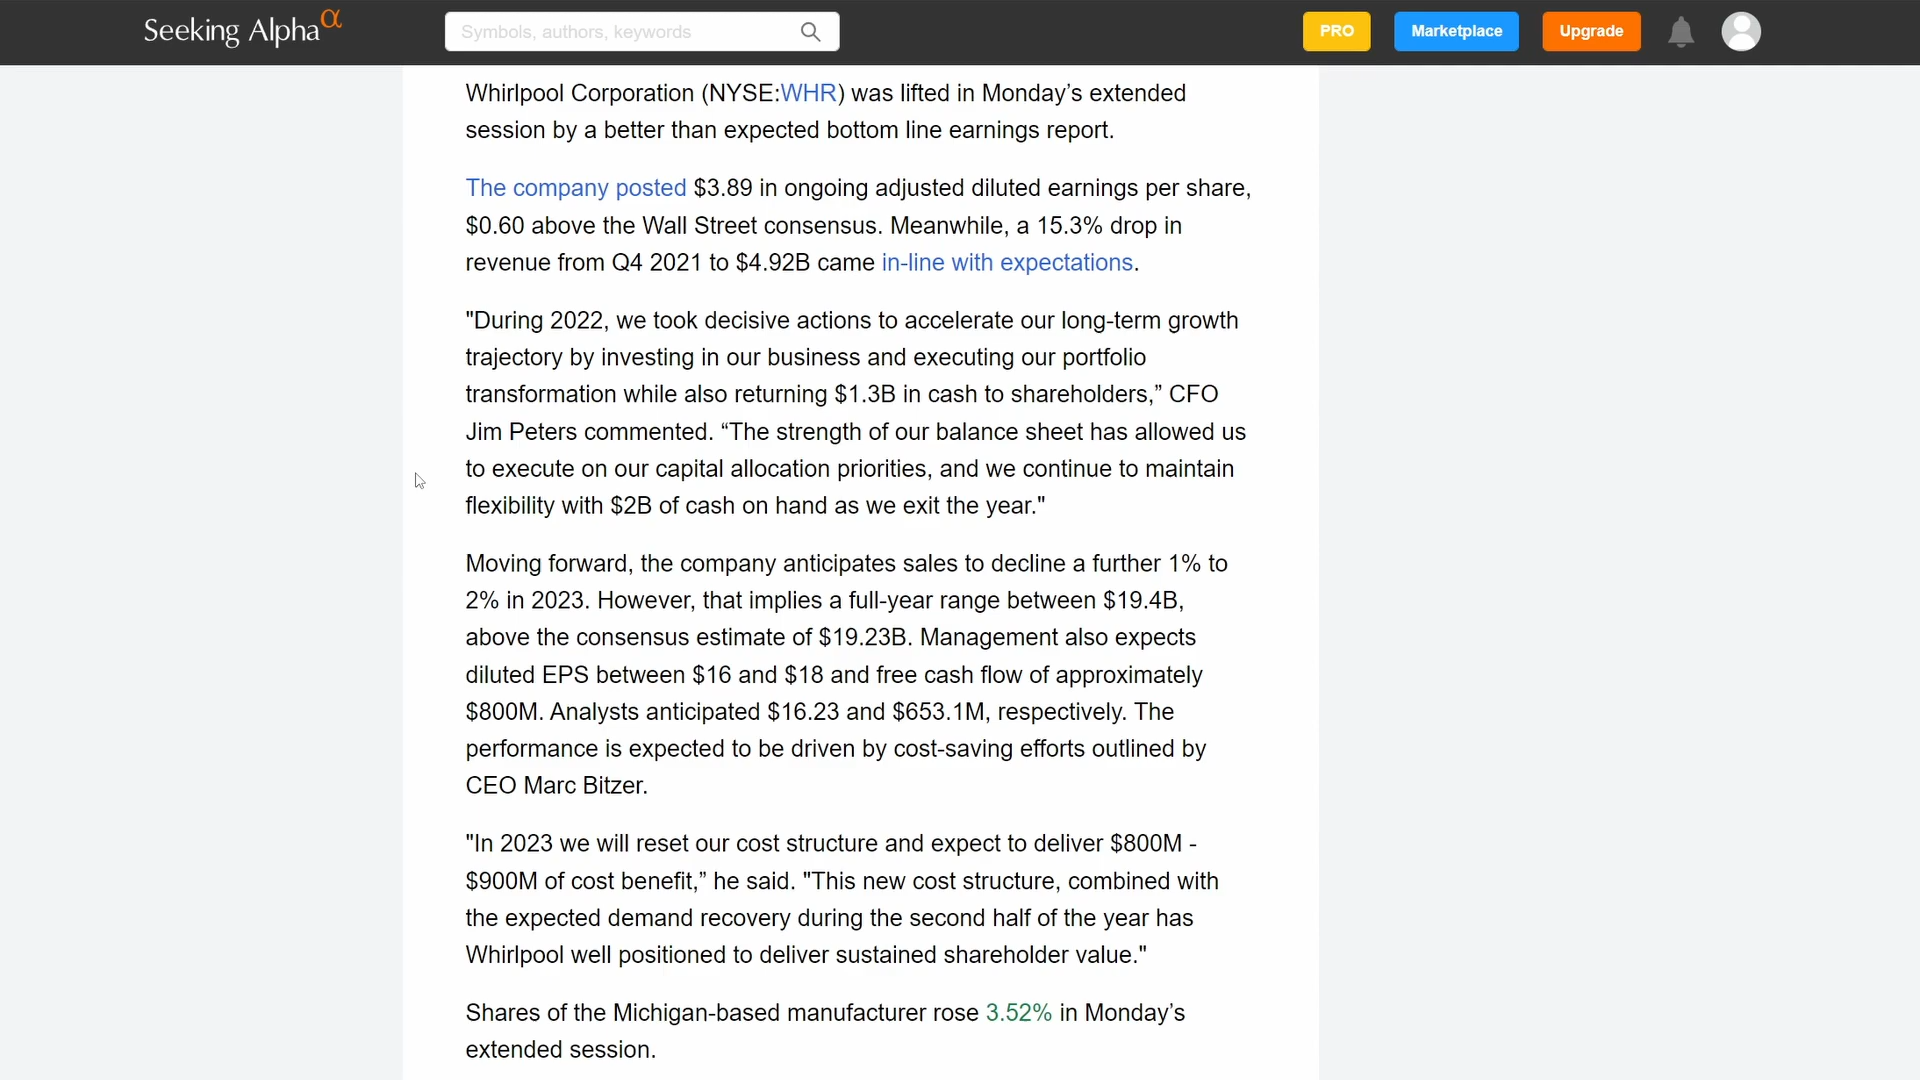 Seeking Alpha α
Symbols, authors, keywords
PRO
Marketplace
Upgrade
Whirlpool Corporation (NYSE:WHR) was lifted in Monday’s extended
session by a better than expected bottom line earnings report.
The company posted $3.89 in ongoing adjusted diluted earnings per share,
$0.60 above the Wall Street consensus. Meanwhile, a 15.3% drop in
revenue from Q4 2021 to $4.92B came in-line with expectations.
"During 2022, we took decisive actions to accelerate our long-term growth
trajectory by investing in our business and executing our portfolio
transformation while also returning $1.3B in cash to shareholders,” CFO
Jim Peters commented. “The strength of our balance sheet has allowed us
to execute on our capital allocation priorities, and we continue to maintain
flexibility with $2B of cash on hand as we exit the year."
Moving forward, the company anticipates sales to decline a further 1% to
2% in 2023. However, that implies a full-year range between $19.4B,
above the consensus estimate of $19.23B. Management also expects
diluted EPS between $16 and $18 and free cash flow of approximately
$800M. Analysts anticipated $16.23 and $653.1M, respectively. The
performance is expected to be driven by cost-saving efforts outlined by
CEO Marc Bitzer.
"In 2023 we will reset our cost structure and expect to deliver $800M -
$900M of cost benefit,” he said. "This new cost structure, combined with
the expected demand recovery during the second half of the year has
Whirlpool well positioned to deliver sustained shareholder value."
Shares of the Michigan-based manufacturer rose 3.52% in Monday’s
extended session.